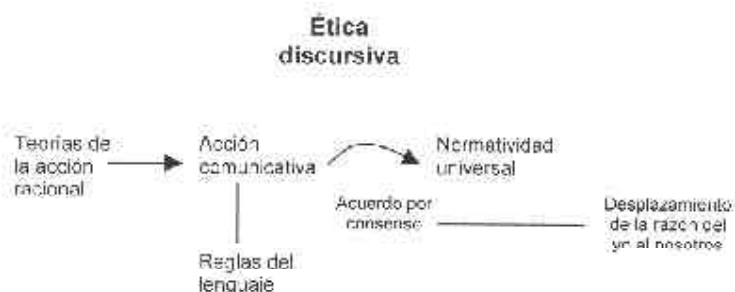 Ética
discursiva
Teorías de
la acción
racional
Acción
comunicativa
Normatividad
universal
Acuerdo por
consenso
Desplazamiento
de la razón del
yo al nosotros
Reglas del
lenguaje